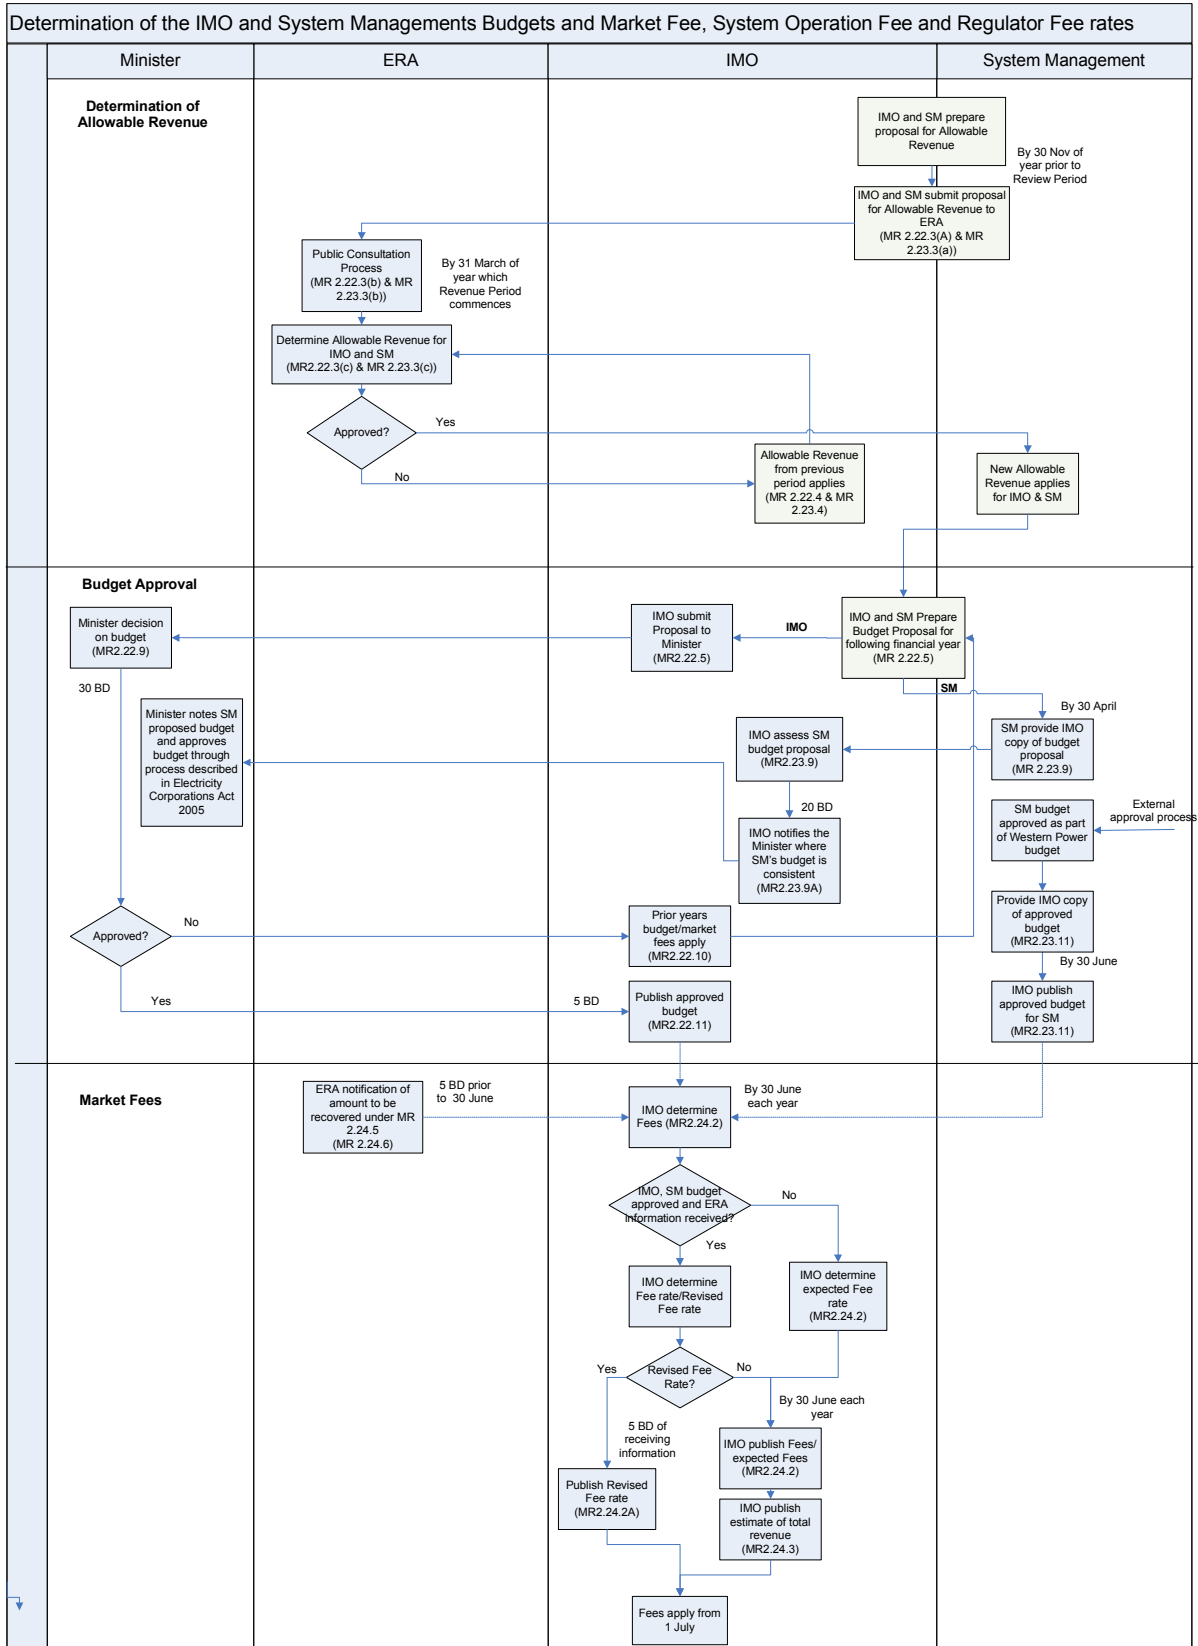 Determination of the IMO and System Managements Budgets and Market Fee, System Operation Fee and Regulator Fee rates
Minister
ERA
IMO
System Management
Determination of
Allowable Revenue
IMO and SM prepare
proposal for Allowable
Revenue
By 30 Nov of
year prior to
Review Period
IMO and SM submit proposal
for Allowable Revenue to
ERA
(MR 2.22.3(A) & MR
2.23.3(a))
Public Consultation
Process
(MR 2.22.3(b) & MR
2.23.3(b))
By 31 March of
year which
Revenue Period
commences
Determine Allowable Revenue for
IMO and SM
(MR2.22.3(c) & MR 2.23.3(c))
Approved?
Yes
No
Allowable Revenue
from previous
period applies
(MR 2.22.4 & MR
2.23.4)
New Allowable
Revenue applies
for IMO & SM
Budget Approval
Minister decision
on budget
(MR2.22.9)
IMO submit
Proposal to
Minister
(MR2.22.5)
IMO
IMO and SM Prepare
Budget Proposal for
following financial year
(MR 2.22.5)
SM
30 BD
By 30 April
Minister notes SM
proposed budget
and approves
budget through
process described
in Electricity
Corporations Act
2005
IMO assess SM
budget proposal
(MR2.23.9)
SM provide IMO
copy of budget
proposal
(MR 2.23.9)
20 BD
External
approval process
SM budget
approved as part
of Western Power
budget
IMO notifies the
Minister where
SM's budget is
consistent
(MR2.23.9A)
Approved?
No
Prior years
budget/market
fees apply
(MR2.22.10)
Provide IMO copy
of approved
budget
(MR2.23.11)
By 30 June
Yes
5 BD
Publish approved
budget
(MR2.22.11)
IMO publish
approved budget
for SM
(MR2.23.11)
Market Fees
ERA notification of
amount to be
recovered under MR
2.24.5
(MR 2.24.6)
5 BD prior
to 30 June
IMO determine
Fees (MR2.24.2)
By 30 June
each year
IMO, SM budget
approved and ERA
information received?
No
Yes
IMO determine
Fee rate/Revised
Fee rate
IMO determine
expected Fee
rate
(MR2.24.2)
Revised Fee
Rate?
Yes
No
By 30 June each
year
5 BD of
receiving
information
IMO publish Fees/
expected Fees
(MR2.24.2)
Publish Revised
Fee rate
(MR2.24.2A)
IMO publish
estimate of total
revenue
(MR2.24.3)
Fees apply from
1 July